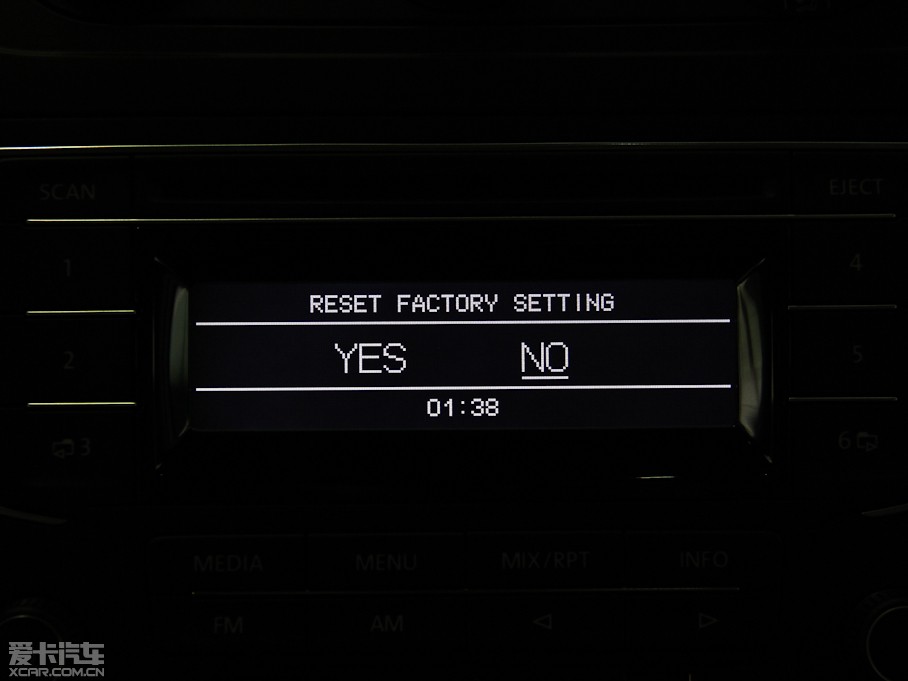 SCAN
EJECT
1
4
RESET FACTORY SETTING
YES NO
2
5
01:38
3
6
MEDIA MENU MIX/RPT INFO
FM AM
爱卡汽车
XCAR.COM.CN